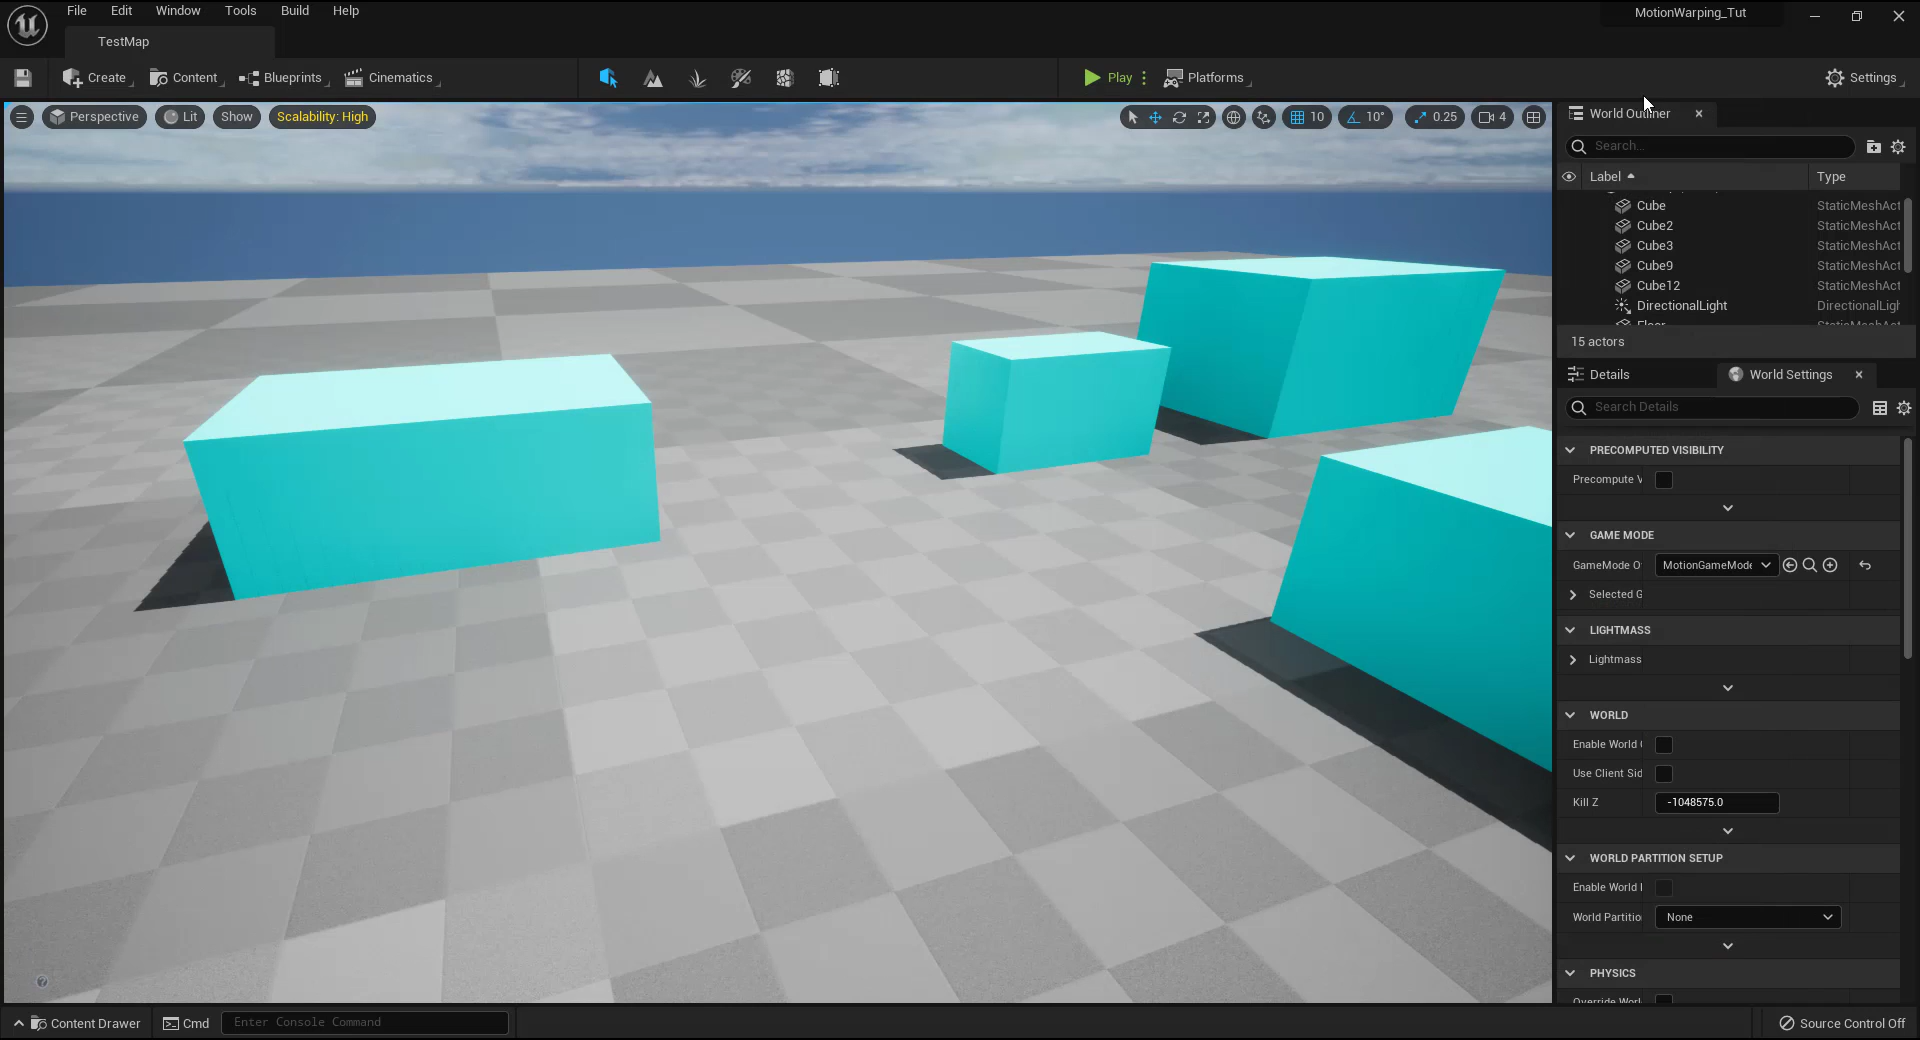 File Edit Window Tools Build Help
MotionWarping_Tut
TestMap
Create Content Blueprints Cinematics Play Platforms Settings
Perspective Lit Show Scalability: High 10 10° 0.25 4
World Outliner
Search...
Label Type
Cube StaticMeshAct
Cube2 StaticMeshAct
Cube3 StaticMeshAct
Cube9 StaticMeshAct
Cube12 StaticMeshAct
DirectionalLight DirectionalLigh
15 actors
Details World Settings
Search Details
PRECOMPUTED VISIBILITY
Precompute V
GAME MODE
GameMode O MotionGameMode
Selected G
LIGHTMASS
Lightmass
WORLD
Enable World
Use Client Sid
Kill Z -1048575.0
WORLD PARTITION SETUP
Enable World
World Partitio None
PHYSICS
Content Drawer Cmd Enter Console Command Source Control Off